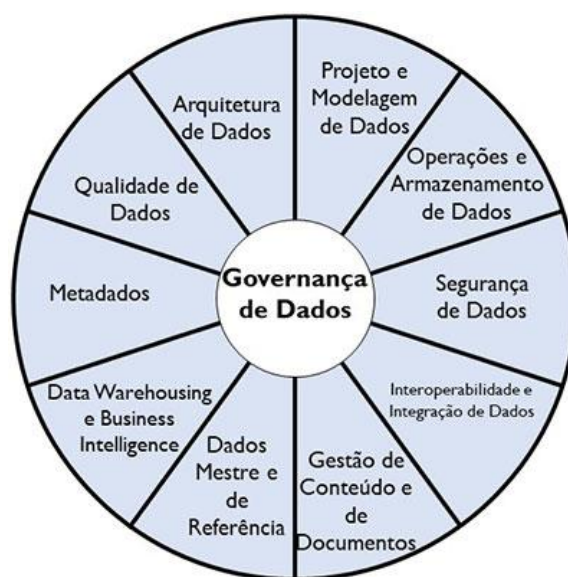 Arquitetura
de Dados
Projeto e
Modelagem
de Dados
Operações e
Armazenamento
de Dados
Segurança
de Dados
Interoperabilidade e
Integração de Dados
Gestão de
Conteúdo e
de
Documentos
Dados
Mestre e
de
Referência
Data Warehousing
e Business
Intelligence
Metadados
Qualidade de
Dados
Governança
de Dados